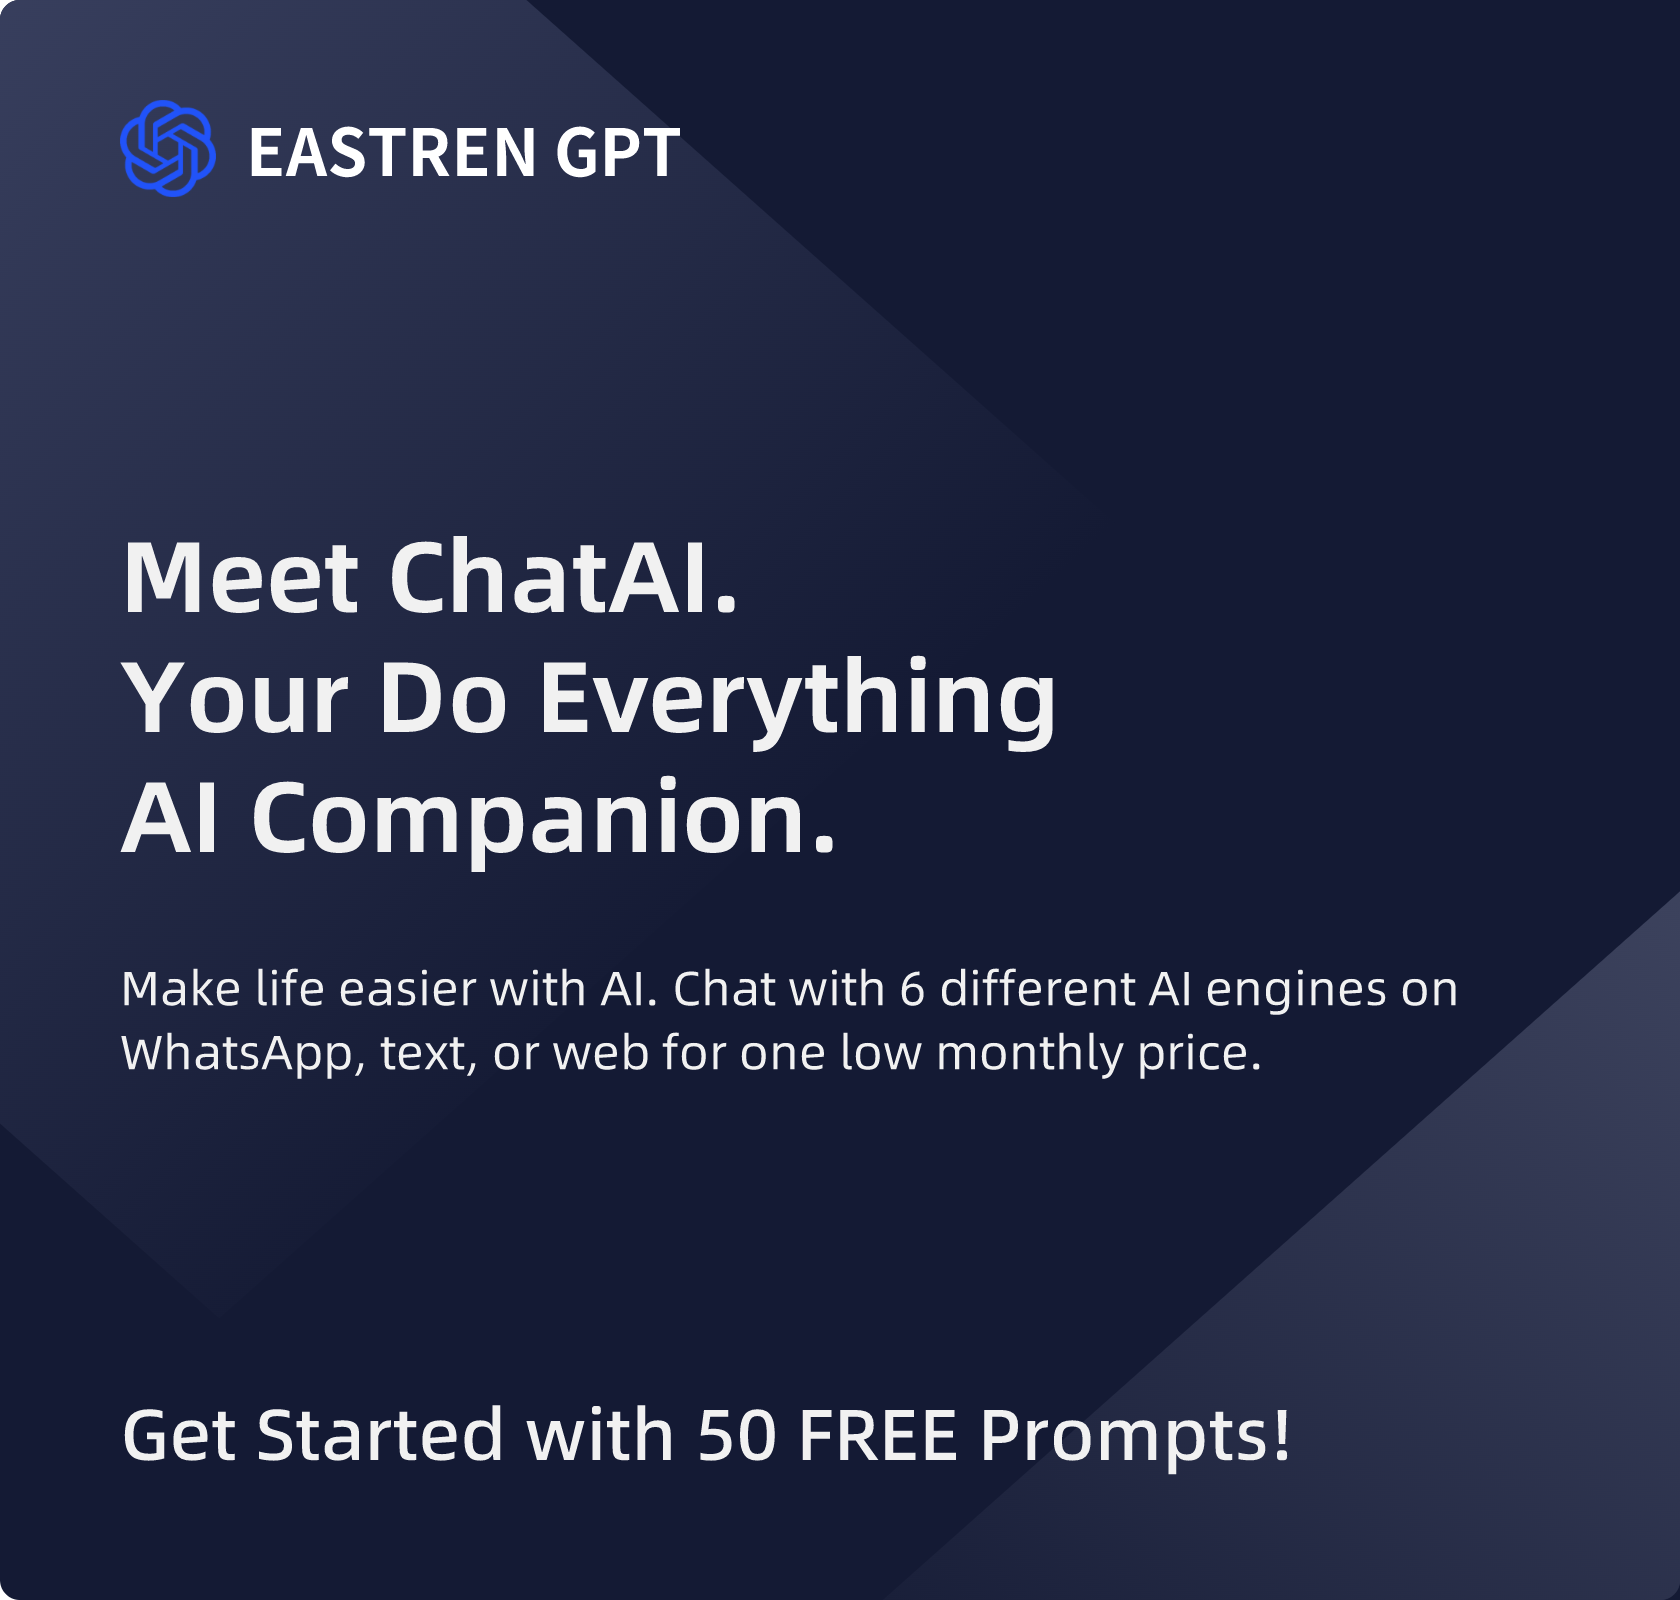 EASTREN GPT
Meet ChatAI.
Your Do Everything
AI Companion.
Make life easier with AI. Chat with 6 different AI engines on
WhatsApp, text, or web for one low monthly price.
Get Started with 50 FREE Prompts!